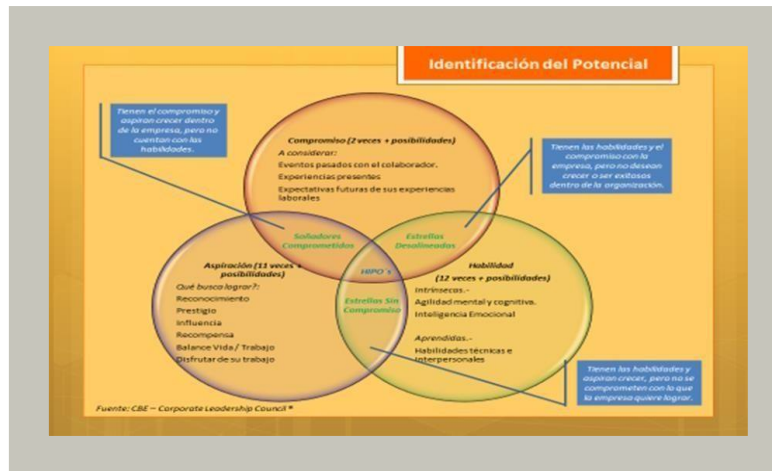 Identificación del Potencial
Tienen el compromiso y
aspiran crecer dentro
de la empresa, pero no
cuentan con las
habilidades.
Compromiso (2 veces + posibilidades)
A considerar:
Eventos pasados con el colaborador.
Experiencias presentes
Expectativas futuras de sus experiencias
laborales
Tienen las habilidades y el
compromiso con la
empresa, pero no desean
crecer o ser exitosos
dentro de la organización.
Soñadores
Comprometidos
Estrellas
Desalineadas
HIPO´s
Estrellas Sin
Compromiso
Aspiración (11 veces +
posibilidades)
Qué busca lograr?:
Reconocimiento
Prestigio
Influencia
Recompensa
Balance Vida / Trabajo
Disfrutar de su trabajo
Habilidad
(12 veces + posibilidades)
Intrínsecas.-
Agilidad mental y cognitiva.
Inteligencia Emocional
Aprendidas.-
Habilidades técnicas e
interpersonales
Tienen las habilidades y
aspiran crecer, pero no se
comprometen con lo que
la empresa quiere lograr.
Fuente: CBE – Corporate Leadership Council *